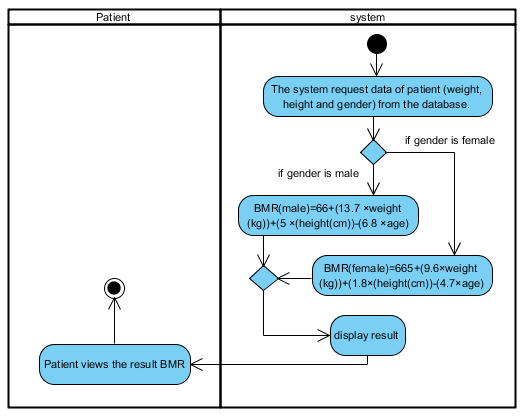 Patient
system
The system request data of patient (weight,
height and gender) from the database.
if gender is female
if gender is male
BMR(male)=66+(13.7 ×weight
(kg))+(5 ×(height(cm))-(6.8 ×age)
BMR(female)=665+(9.6×weight
(kg))+(1.8×(height(cm))-(4.7×age)
display result
Patient views the result BMR